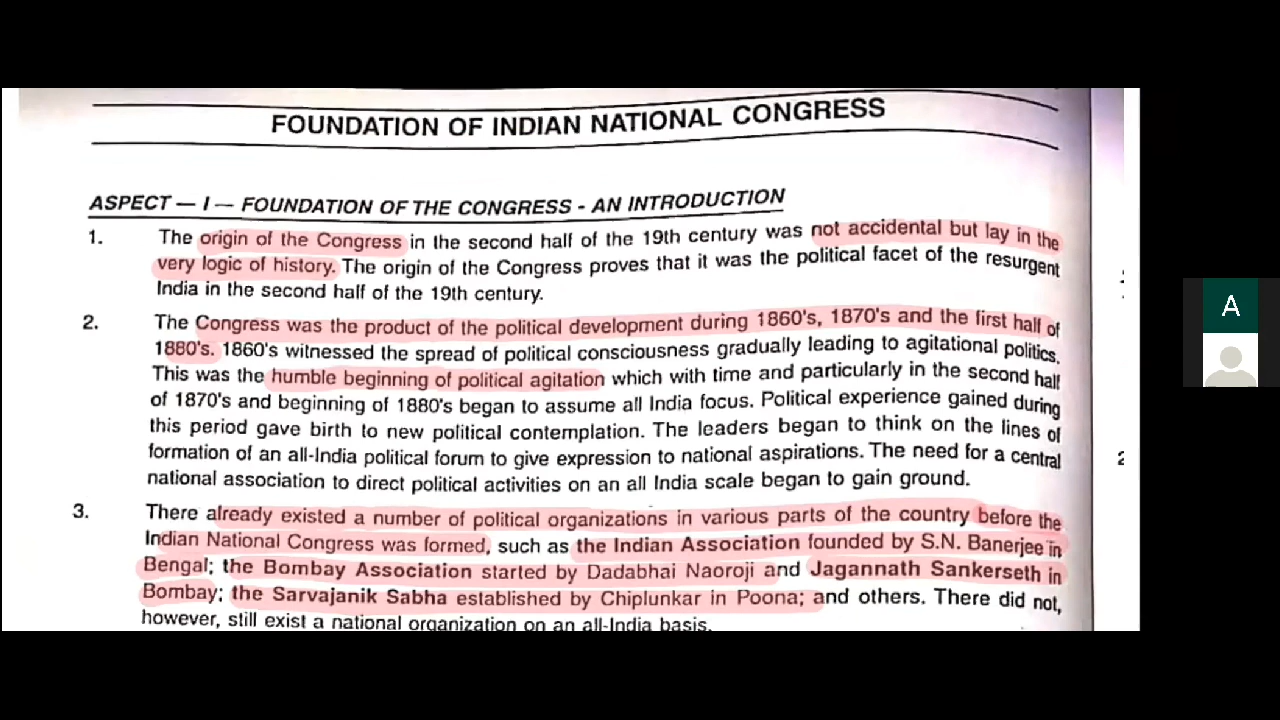 FOUNDATION OF INDIAN NATIONAL CONGRESS
ASPECT — I — FOUNDATION OF THE CONGRESS - AN INTRODUCTION
1. The origin of the Congress in the second half of the 19th century was not accidental but lay in the
very logic of history. The origin of the Congress proves that it was the political facet of the resurgent
India in the second half of the 19th century.
2. The Congress was the product of the political development during 1860's, 1870's and the first half of
1880's. 1860's witnessed the spread of political consciousness gradually leading to agitational politics.
This was the humble beginning of political agitation which with time and particularly in the second half
of 1870's and beginning of 1880's began to assume all India focus. Political experience gained during
this period gave birth to new political contemplation. The leaders began to think on the lines of
formation of an all-India political forum to give expression to national aspirations. The need for a central
national association to direct political activities on an all India scale began to gain ground.
3. There already existed a number of political organizations in various parts of the country before the
Indian National Congress was formed, such as the Indian Association founded by S.N. Banerjee in
Bengal; the Bombay Association started by Dadabhai Naoroji and Jagannath Sankerseth in
Bombay; the Sarvajanik Sabha established by Chiplunkar in Poona; and others. There did not,
however, still exist a national organization on an all-India basis.
2
A